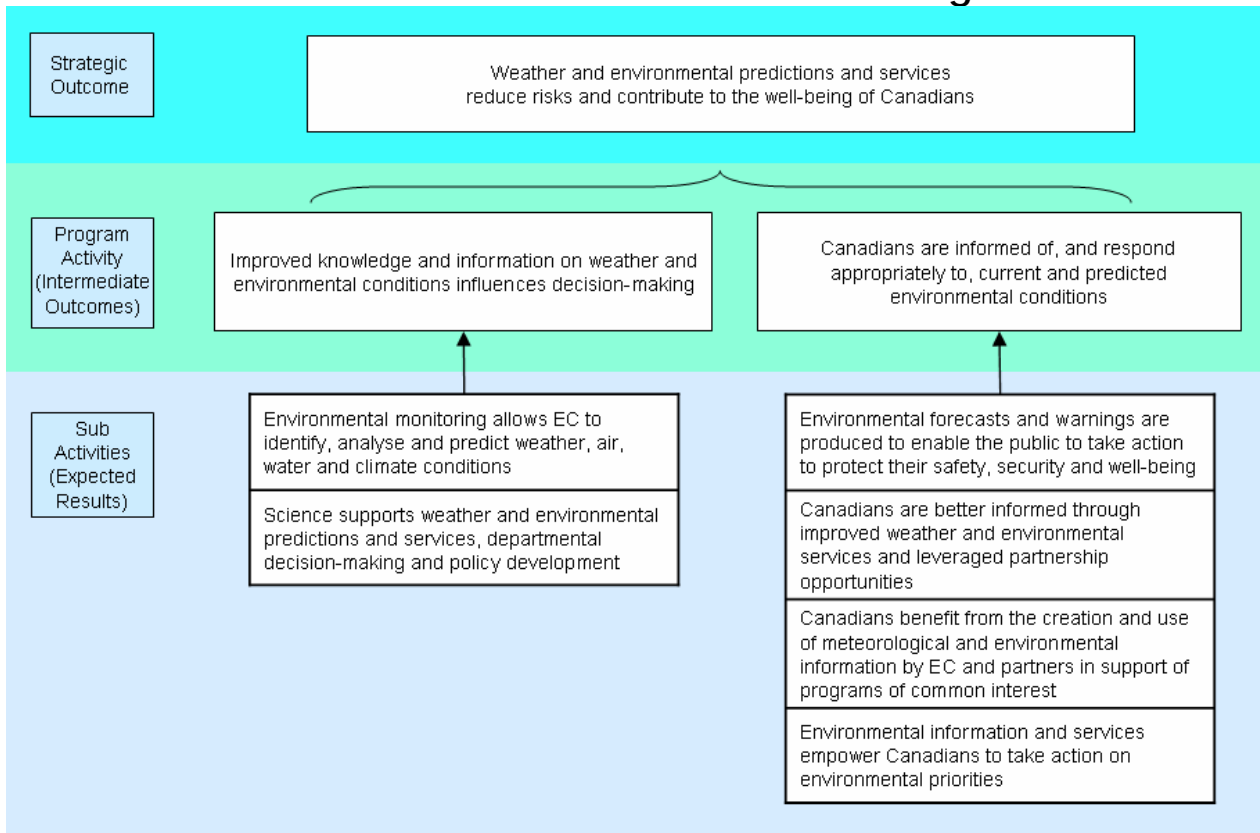 Strategic
Outcome
Weather and environmental predictions and services
reduce risks and contribute to the well-being of Canadians
Program
Activity
(Intermediate
Outcomes)
Improved knowledge and information on weather and
environmental conditions influences decision-making
Canadians are informed of, and respond
appropriately to, current and predicted
environmental conditions
Sub
Activities
(Expected
Results)
Environmental monitoring allows EC to
identify, analyse and predict weather, air,
water and climate conditions
Science supports weather and environmental
predictions and services, departmental
decision-making and policy development
Environmental forecasts and warnings are
produced to enable the public to take action
to protect their safety, security and well-being
Canadians are better informed through
improved weather and environmental
services and leveraged partnership
opportunities
Canadians benefit from the creation and use
of meteorological and environmental
information by EC and partners in support of
programs of common interest
Environmental information and services
empower Canadians to take action on
environmental priorities